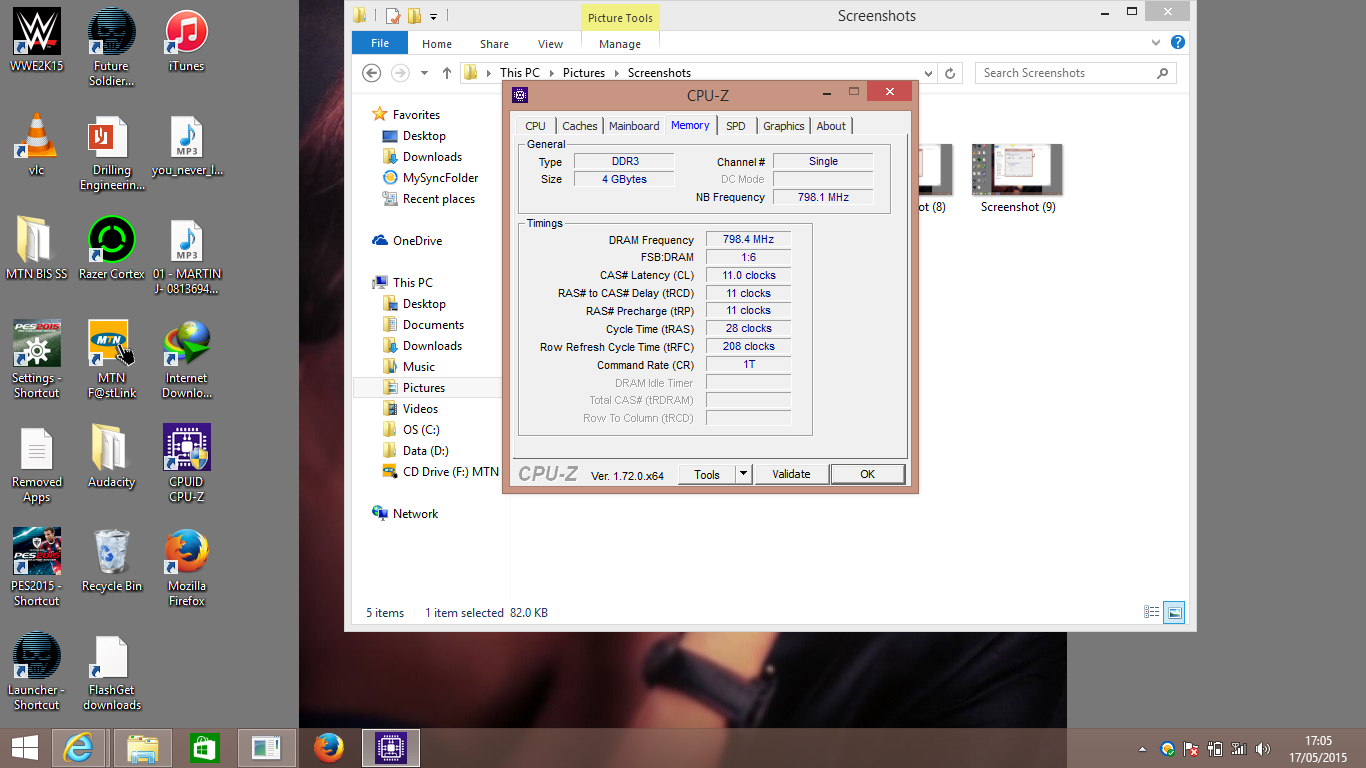 WWE2K15
Future
Soldier...
iTunes
vlc
Drilling
Engineerin...
MP3
you_never_l...
MTN BIS SS
Razer Cortex
MP3
01 - MARTIN
J- 0813694...
PES2015
Settings -
Shortcut
MTN
MTN
F@stLink
Internet
Downlo...
Removed
Apps
Audacity
CPUID
CPU-Z
PES2015
PES2015 -
Shortcut
Recycle Bin
Mozilla
Firefox
Launcher -
Shortcut
FlashGet
downloads
Picture Tools
Screenshots
File
Home
Share
View
Manage
This PC
Pictures
Screenshots
Search Screenshots
Favorites
Desktop
Downloads
MySyncFolder
Recent places
OneDrive
This PC
Desktop
Documents
Downloads
Music
Pictures
Videos
OS (C:)
Data (D:)
CD Drive (F:) MTN
Network
ot (8)
Screenshot (9)
5 items
1 item selected 82.0 KB
CPU-Z
CPU
Caches
Mainboard
Memory
SPD
Graphics
About
General
Type DDR3 Channel # Single
Size 4 GBytes DC Mode
NB Frequency 798.1 MHz
Timings
DRAM Frequency 798.4 MHz
FSB:DRAM 1:6
CAS# Latency (CL) 11.0 clocks
RAS# to CAS# Delay (tRCD) 11 clocks
RAS# Precharge (tRP) 11 clocks
Cycle Time (tRAS) 28 clocks
Row Refresh Cycle Time (tRFC) 208 clocks
Command Rate (CR) 1T
DRAM Idle Timer
Total CAS# (tRDRAM)
Row To Column (tRCD)
CPU-Z Ver. 1.72.0.x64 Tools Validate OK
17:05
17/05/2015